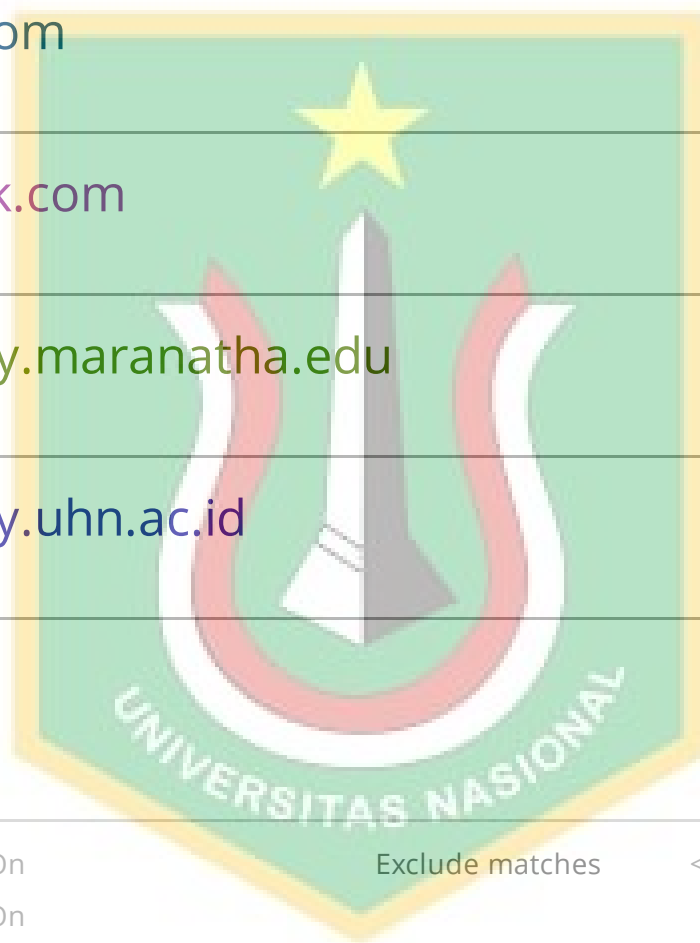 om
k.com
y.maranatha.edu
y.uhn.ac.id
UNIVERSITAS NASIONAL
On
Exclude matches <
On